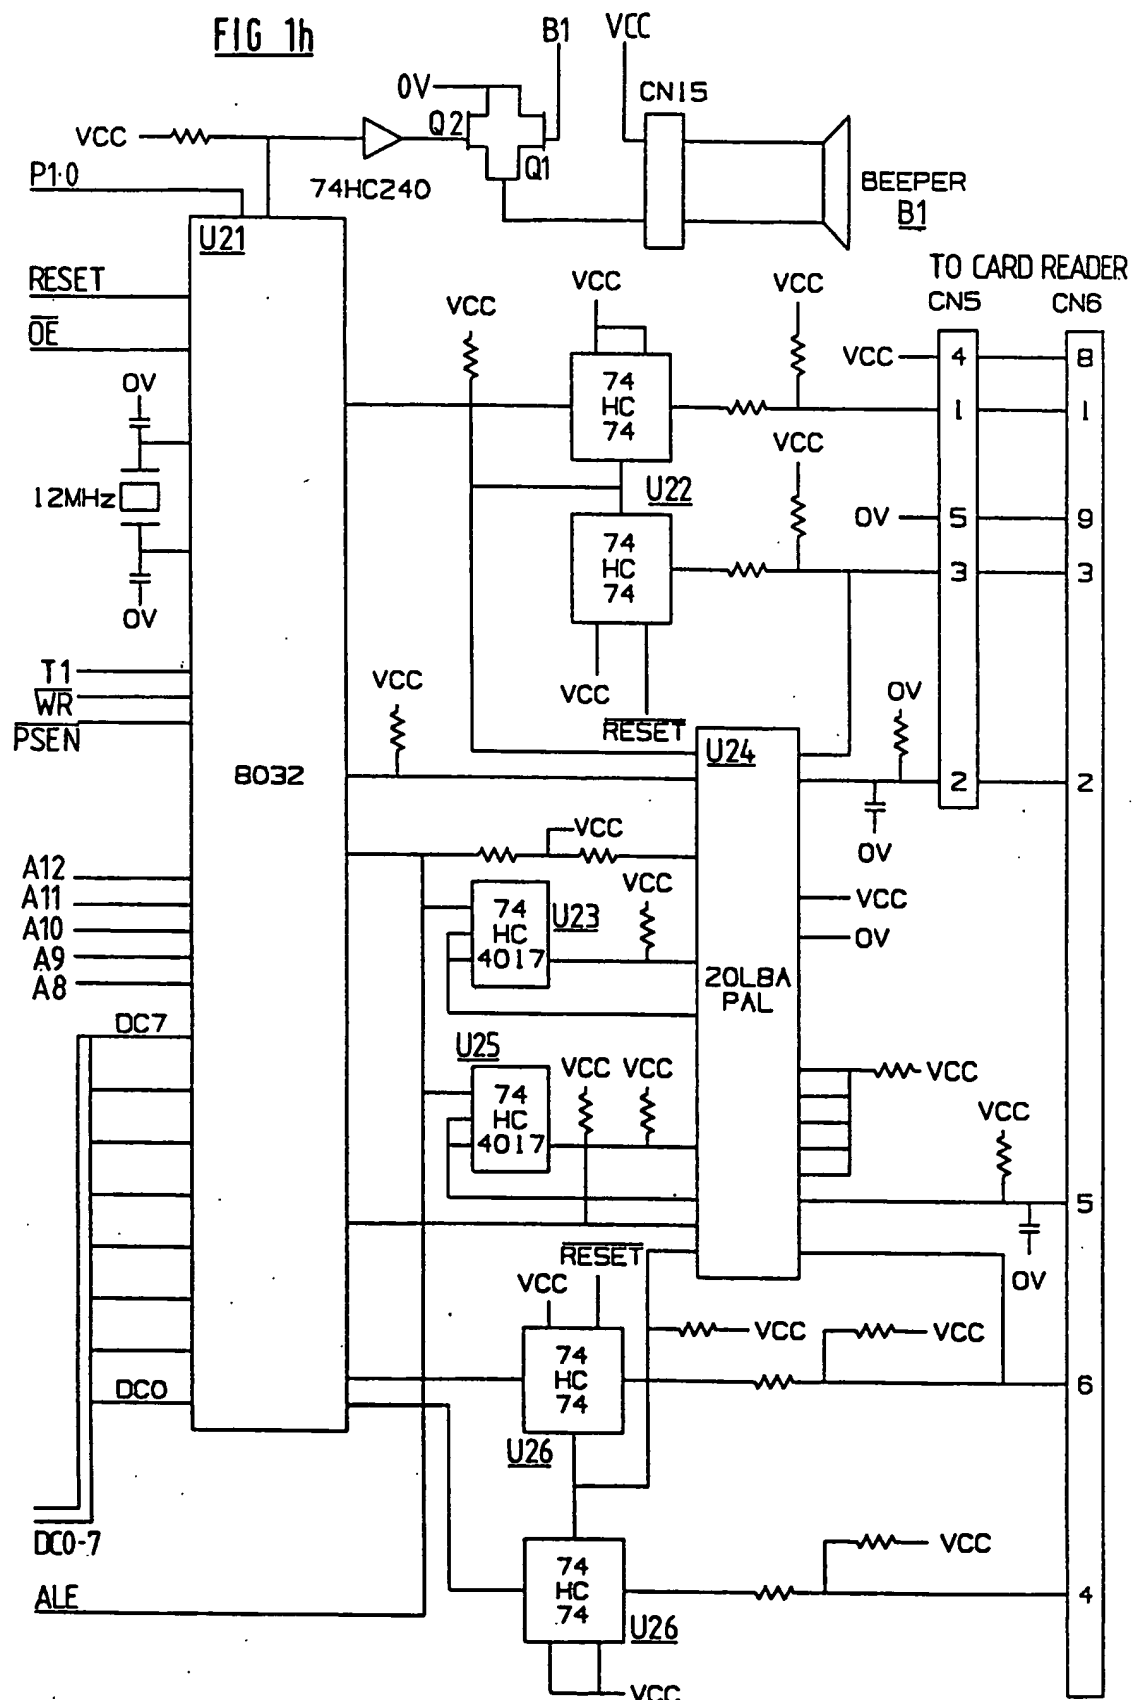 FIG 1h
B1
VCC
0V
CN15
Q2
VCC
Q1
P1·0
74HC240
BEEPER
B1
U21
TO CARD READER
RESET
VCC
VCC
VCC
CN5
CN6
OE
VCC
4
8
0V
74
HC
74
1
1
VCC
12MHz
U22
0V
5
9
74
HC
74
3
3
0V
T1
VCC
VCC
0V
WR
RESET
PSEN
U24
8032
2
2
VCC
0V
A12
VCC
A11
74
HC
4017
U23
VCC
A10
0V
A9
20L8A
PAL
A8
DC7
U25
VCC
VCC
VCC
74
HC
4017
VCC
5
RESET
VCC
0V
VCC
VCC
74
HC
74
DC0
6
U26
DC0-7
VCC
74
HC
74
ALE
4
U26
VCC